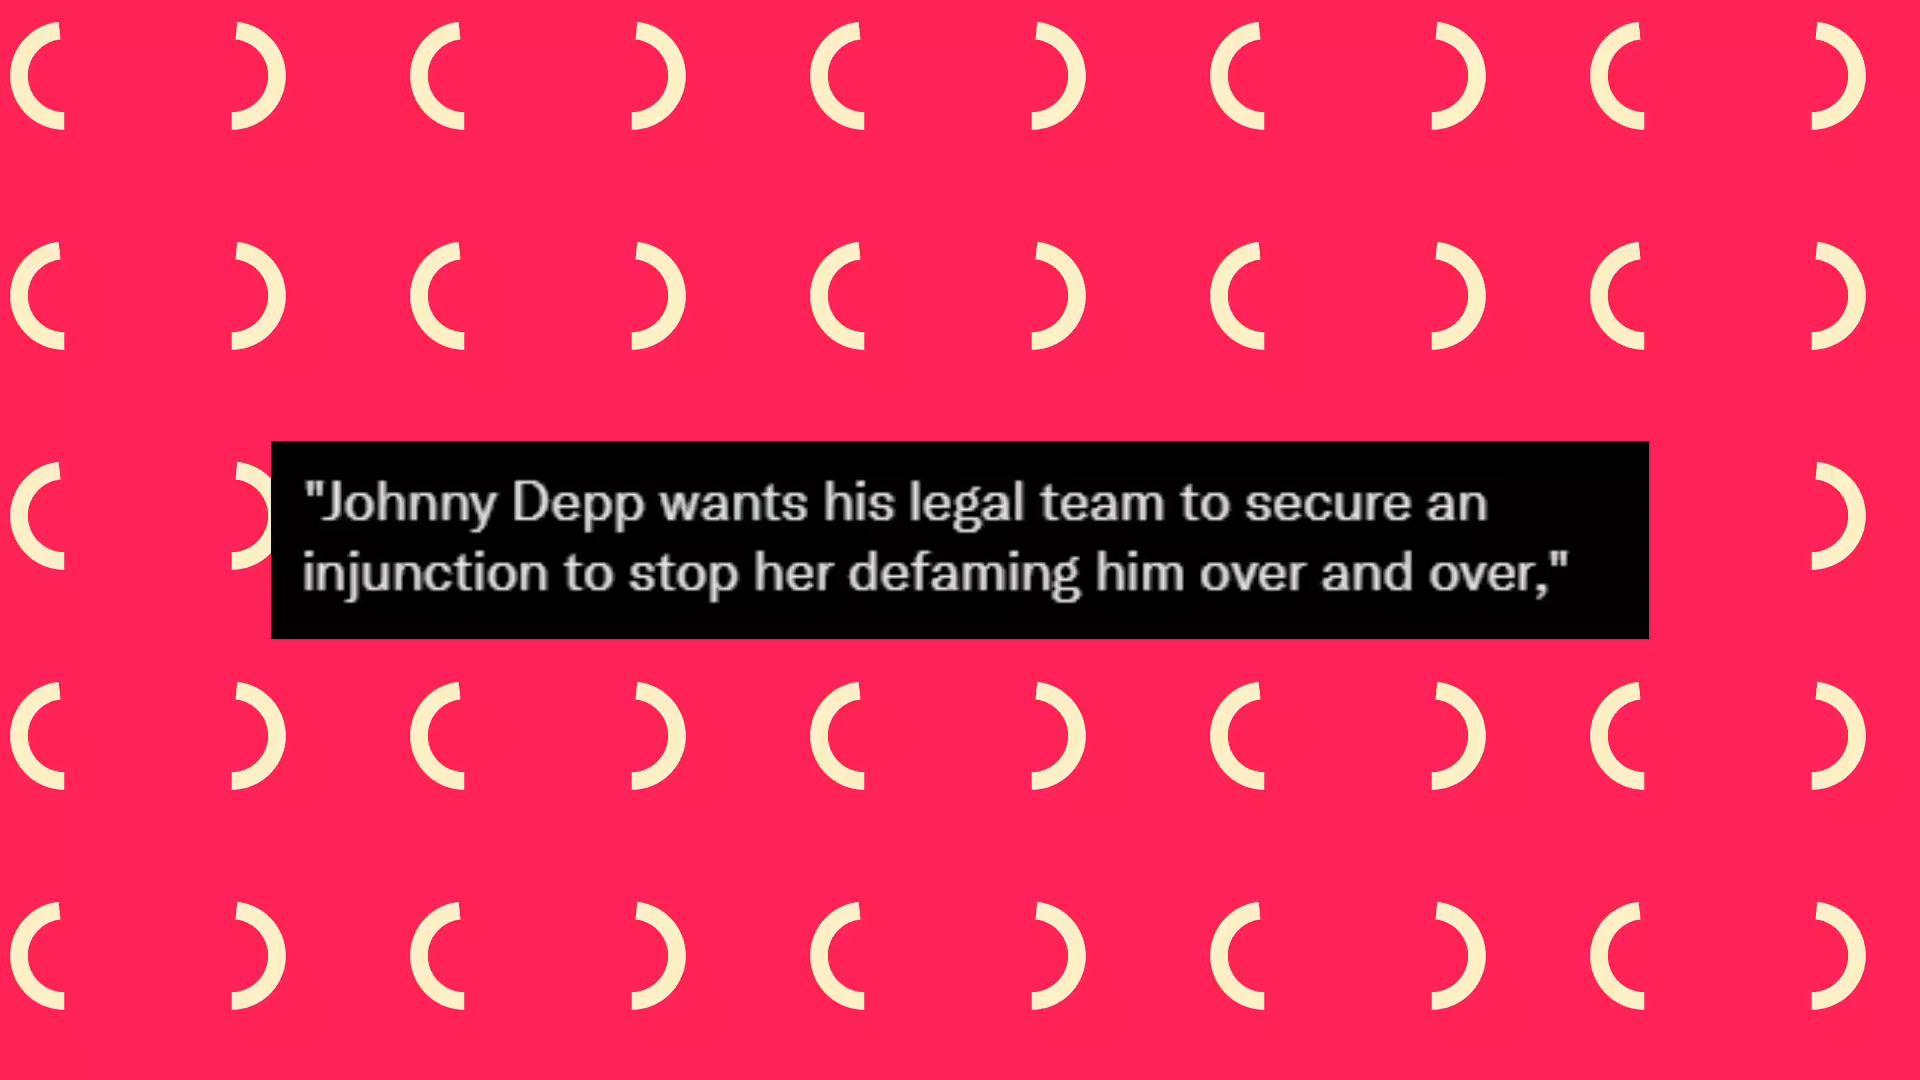 "Johnny Depp wants his legal team to secure an
injunction to stop her defaming him over and over,"